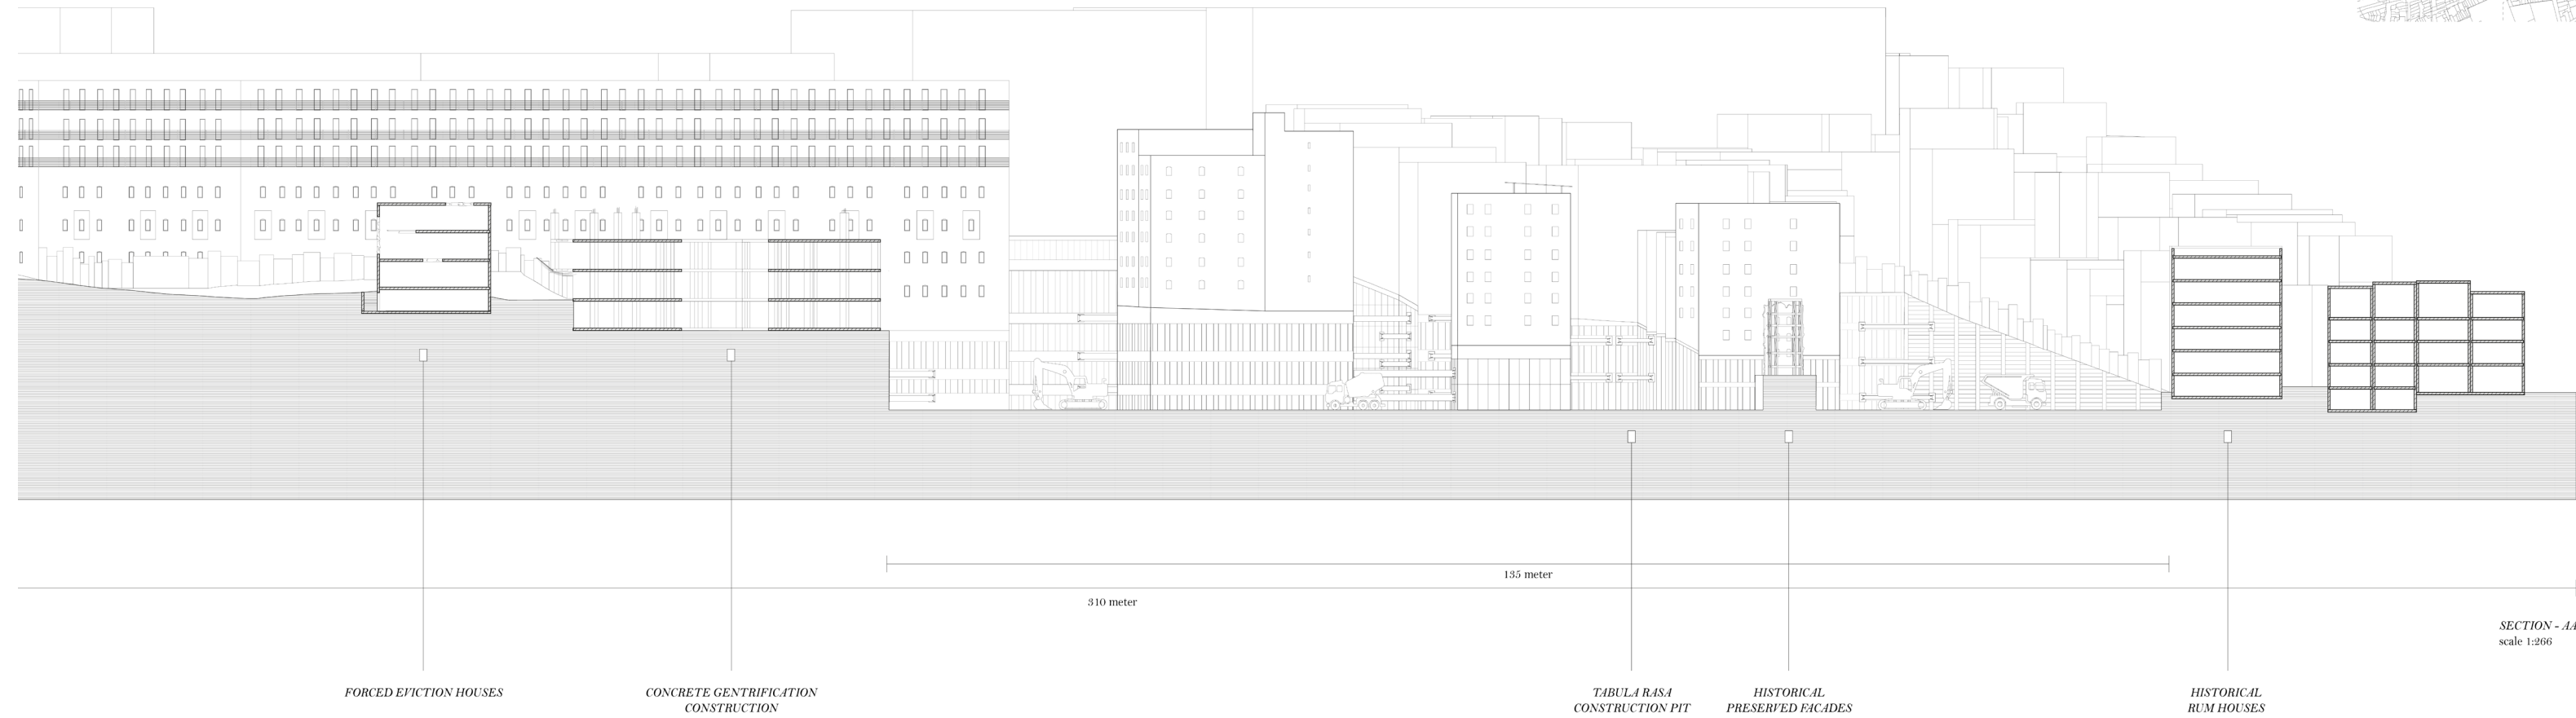 135 meter
310 meter
SECTION - AA
scale 1:266
FORCED EVICTION HOUSES
CONCRETE GENTRIFICATION
CONSTRUCTION
TABULA RASA
CONSTRUCTION PIT
HISTORICAL
PRESERVED FACADES
HISTORICAL
RUM HOUSES